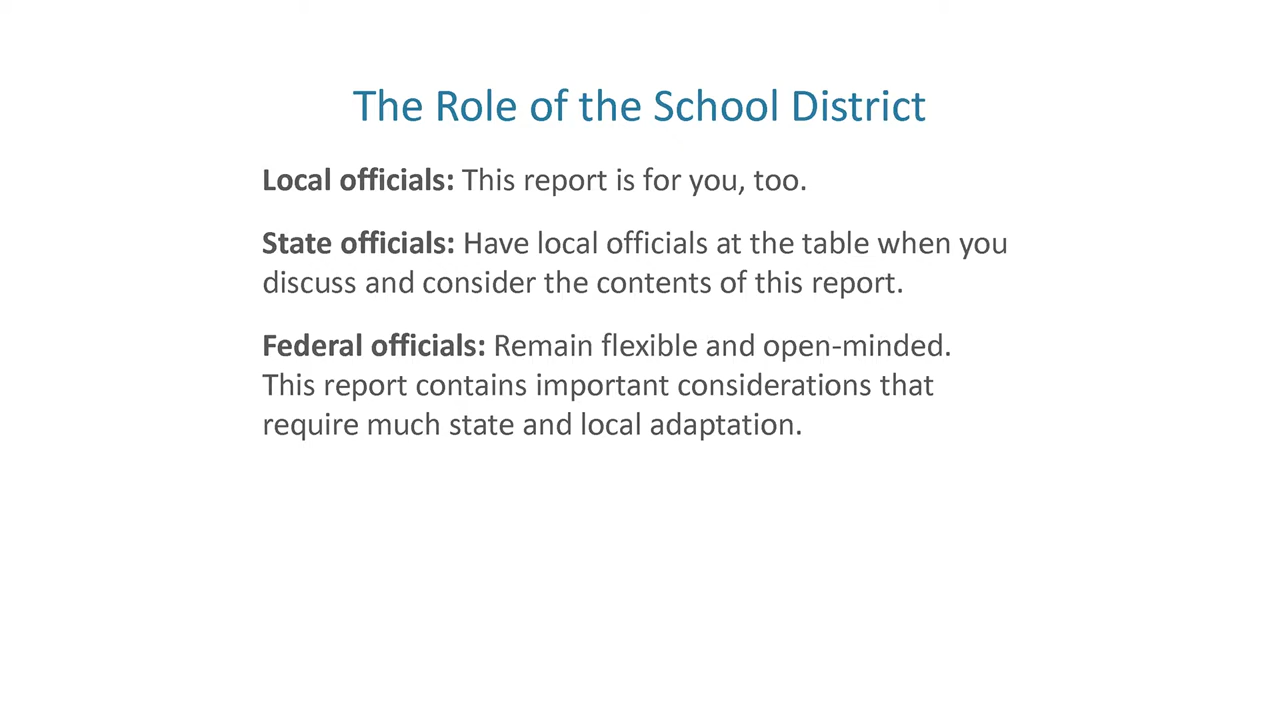 The Role of the School District
Local officials: This report is for you, too.
State officials: Have local officials at the table when you
discuss and consider the contents of this report.
Federal officials: Remain flexible and open-minded.
This report contains important considerations that
require much state and local adaptation.